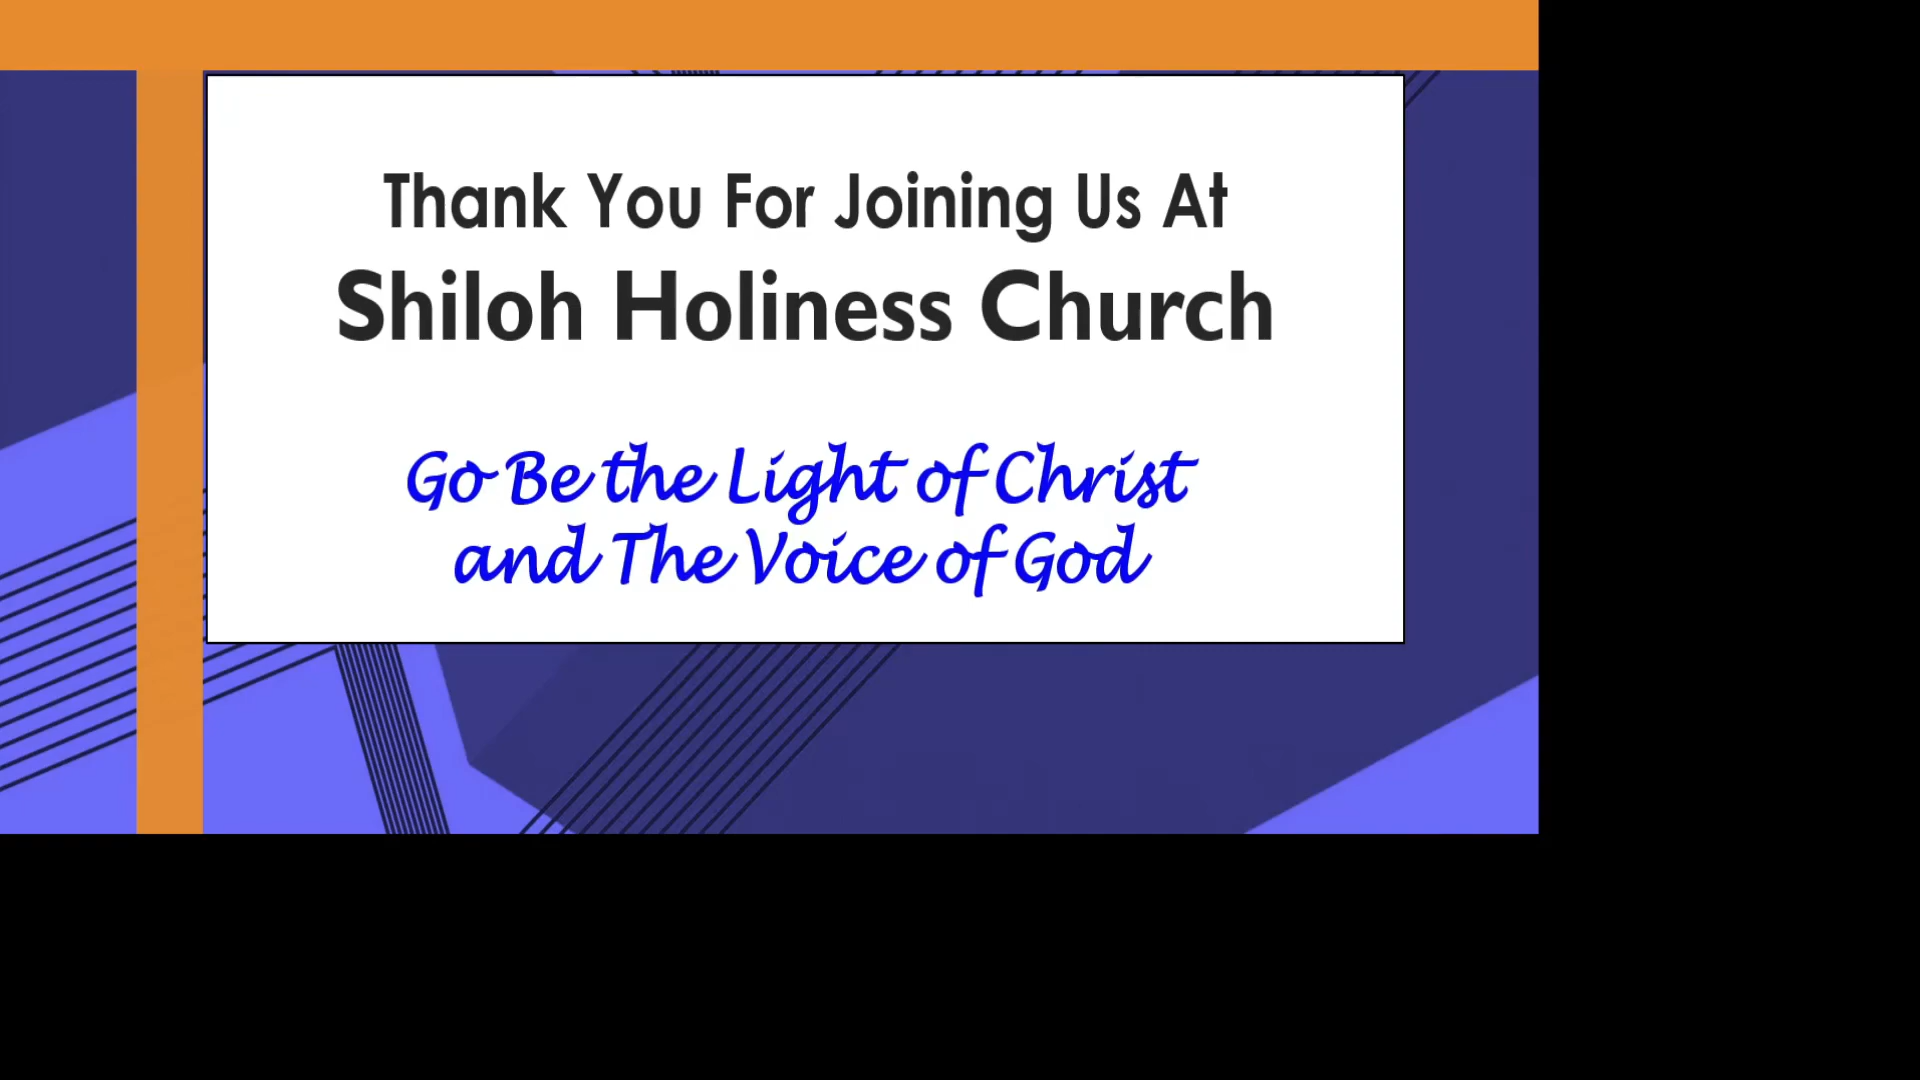 Thank You For Joining Us At
Shiloh Holiness Church
Go Be the Light of Christ
and The Voice of God